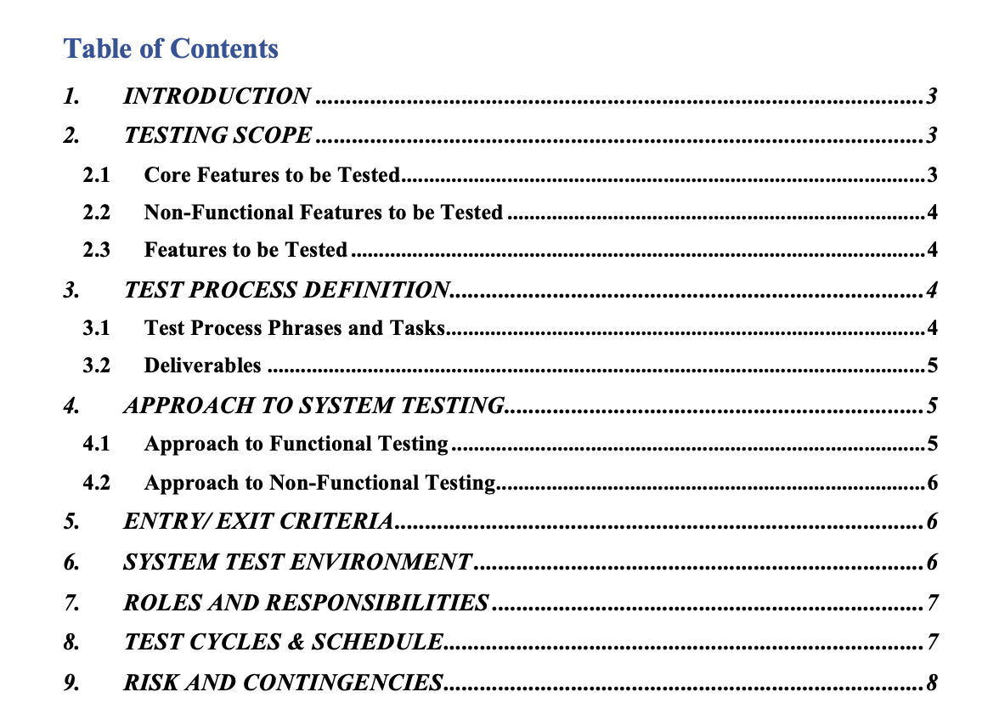 Table of Contents
1. INTRODUCTION ........................................................................................................ 3
2. TESTING SCOPE ........................................................................................................ 3
2.1 Core Features to be Tested........................................................................................ 3
2.2 Non-Functional Features to be Tested ........................................................................ 4
2.3 Features to be Tested .................................................................................................. 4
3. TEST PROCESS DEFINITION................................................................................. 4
3.1 Test Process Phrases and Tasks................................................................................. 4
3.2 Deliverables ................................................................................................................ 5
4. APPROACH TO SYSTEM TESTING........................................................................ 5
4.1 Approach to Functional Testing ................................................................................ 5
4.2 Approach to Non-Functional Testing......................................................................... 6
5. ENTRY/ EXIT CRITERIA.......................................................................................... 6
6. SYSTEM TEST ENVIRONMENT............................................................................. 6
7. ROLES AND RESPONSIBILITIES .......................................................................... 7
8. TEST CYCLES & SCHEDULE.................................................................................. 7
9. RISK AND CONTINGENCIES.................................................................................. 8